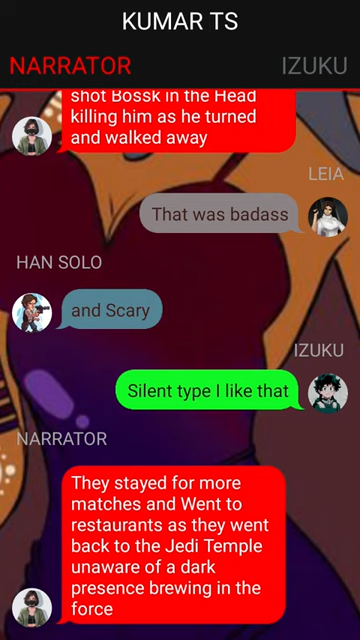 KUMAR TS
NARRATOR
IZUKU
shot Bossk in the Head
killing him as he turned
and walked away
LEIA
That was badass
HAN SOLO
and Scary
IZUKU
Silent type I like that
NARRATOR
They stayed for more
matches and Went to
restaurants as they went
back to the Jedi Temple
unaware of a dark
presence brewing in the
force